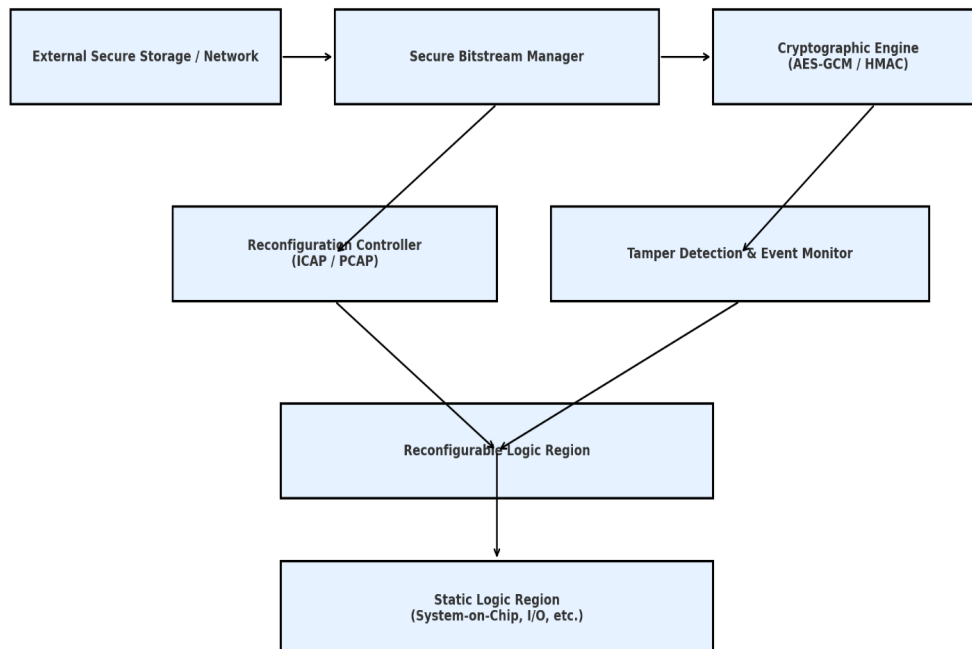 External Secure Storage / Network
Secure Bitstream Manager
Cryptographic Engine
(AES-GCM / HMAC)
Reconfiguration Controller
(ICAP / PCAP)
Tamper Detection & Event Monitor
Reconfigurable Logic Region
Static Logic Region
(System-on-Chip, I/O, etc.)